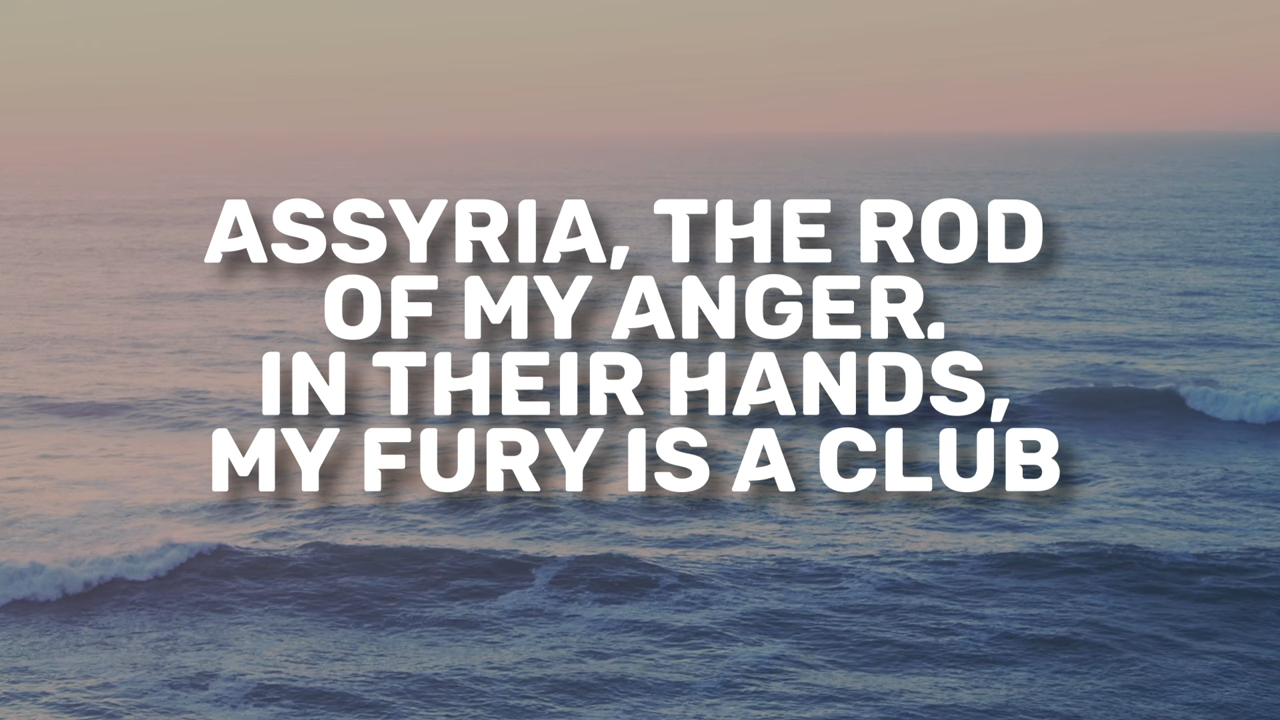 ASSYRIA, THE ROD
OF MY ANGER.
IN THEIR HANDS,
MY FURY IS A CLUB